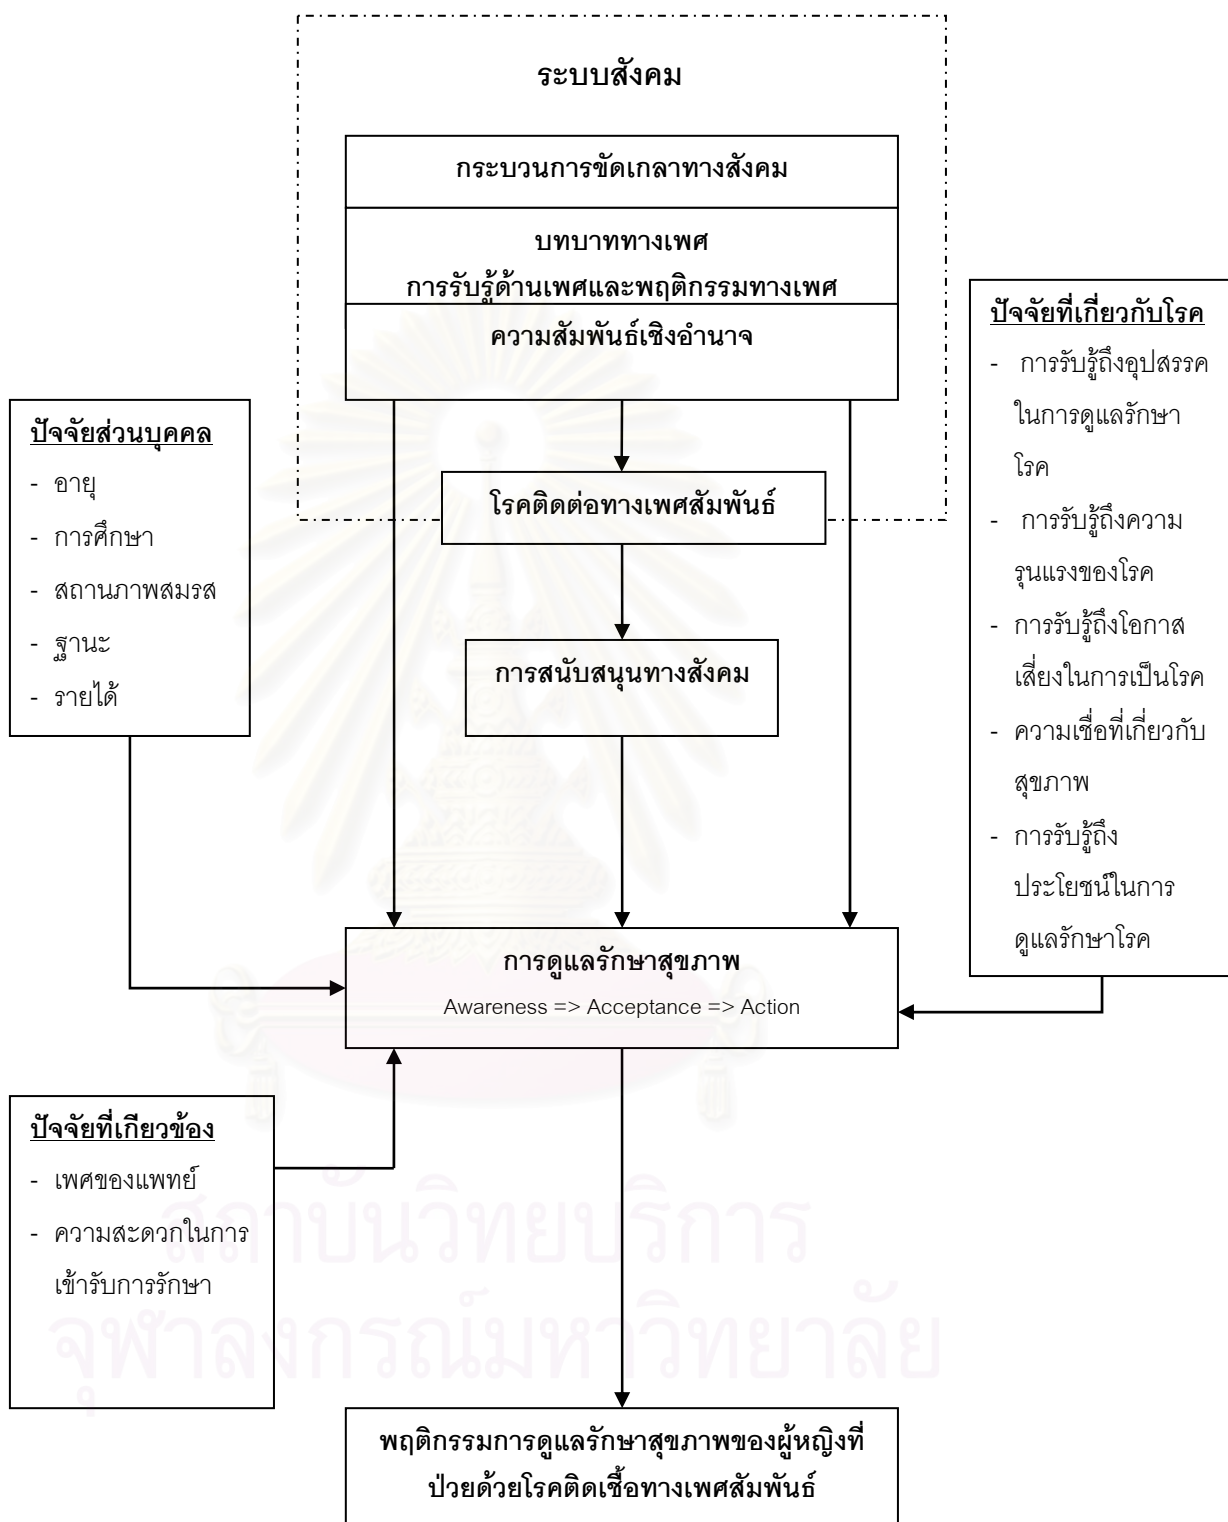 ระบบสังคม
กระบวนการขัดเกลาทางสังคม
บทบาททางเพศ
การรับรู้ด้านเพศและพฤติกรรมทางเพศ
ความสัมพันธ์เชิงอำนาจ
โรคติดต่อทางเพศสัมพันธ์
การสนับสนุนทางสังคม
ปัจจัยส่วนบุคคล
- อายุ
- การศึกษา
- สถานภาพสมรส
- ฐานะ
- รายได้
ปัจจัยที่เกี่ยวกับโรค
- การรับรู้ถึงอุปสรรค
ในการดูแลรักษา
โรค
- การรับรู้ถึงความ
รุนแรงของโรค
- การรับรู้ถึงโอกาส
เสี่ยงในการเป็นโรค
- ความเชื่อที่เกี่ยวกับ
สุขภาพ
- การรับรู้ถึง
ประโยชน์ในการ
ดูแลรักษาโรค
การดูแลรักษาสุขภาพ
Awareness => Acceptance => Action
ปัจจัยที่เกียวข้อง
- เพศของแพทย์
- ความสะดวกในการ
เข้ารับการรักษา
สถาบันวิทยบริการ
จุฬาลงกรณ์มหาวิทยาลัย
พฤติกรรมการดูแลรักษาสุขภาพของผู้หญิงที่
ป่วยด้วยโรคติดเชื้อทางเพศสัมพันธ์